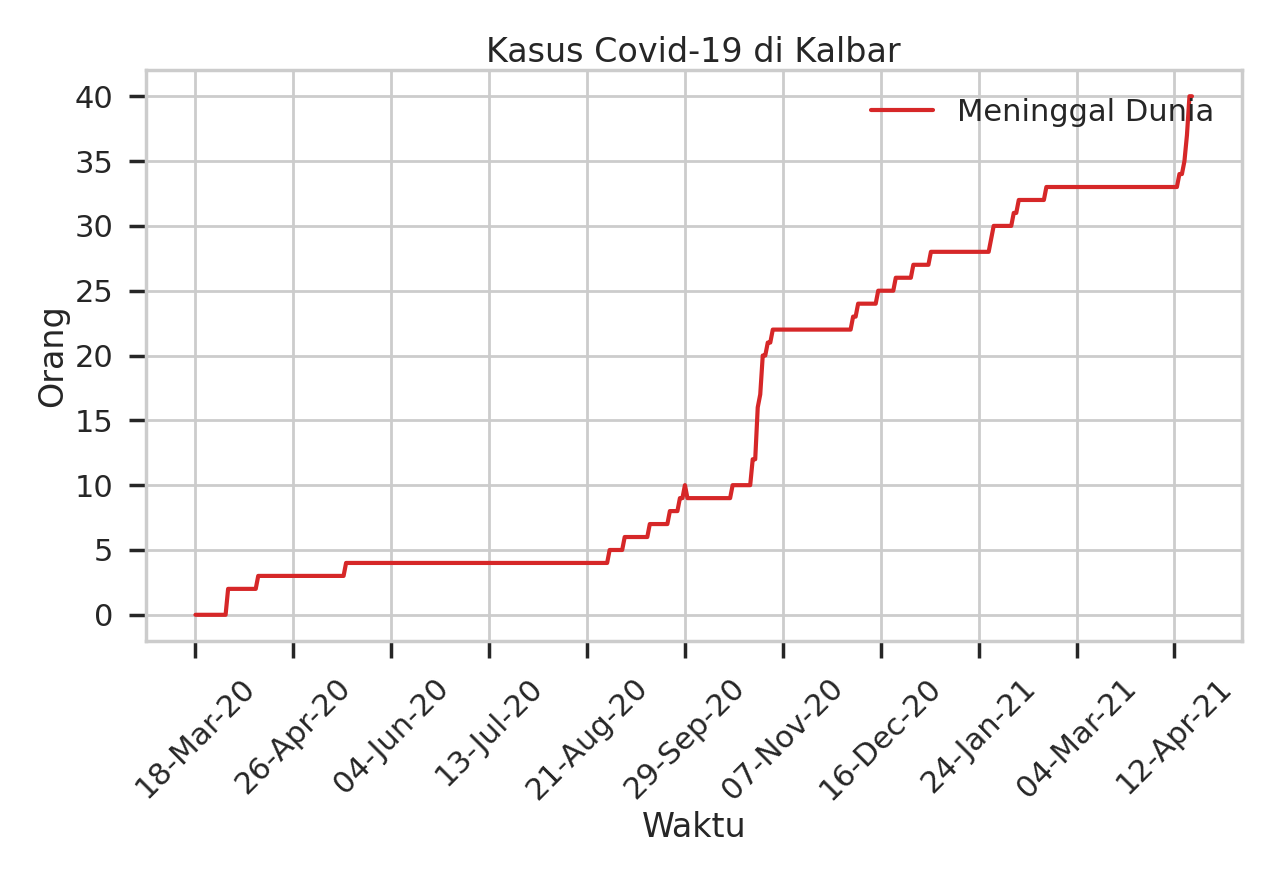 Kasus Covid-19 di Kalbar
Meninggal Dunia
Orang
40
35
30
25
20
15
10
5
0
18-Mar-20
26-Apr-20
04-Jun-20
13-Jul-20
21-Aug-20
29-Sep-20
07-Nov-20
16-Dec-20
24-Jan-21
04-Mar-21
12-Apr-21
Waktu